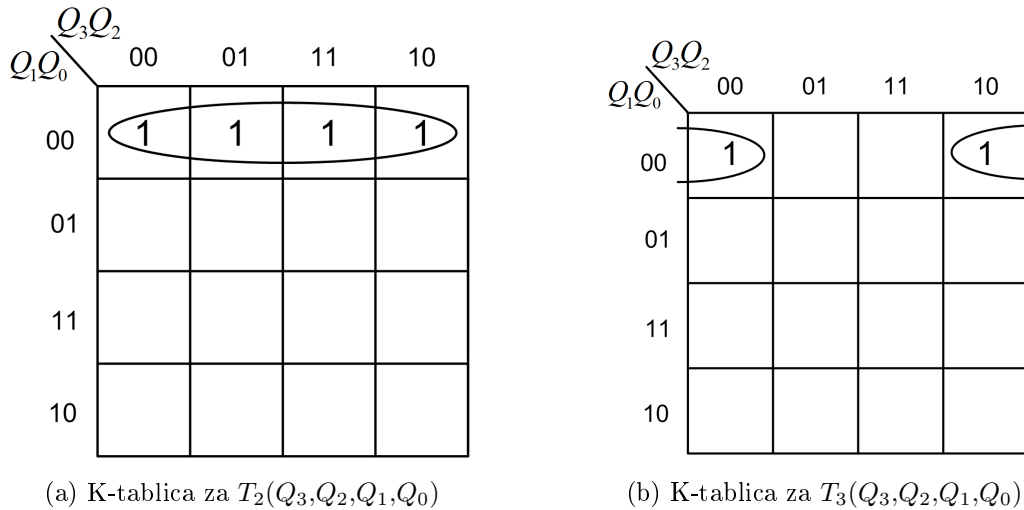 Q₃Q₂
Q₁Q₀ 00 01 11 10
00 1 1 1 1
01
11
10
(a) K-tablica za T₂(Q₃,Q₂,Q₁,Q₀)
Q₃Q₂
Q₁Q₀ 00 01 11 10
00 1 1
01
11
10
(b) K-tablica za T₃(Q₃,Q₂,Q₁,Q₀)